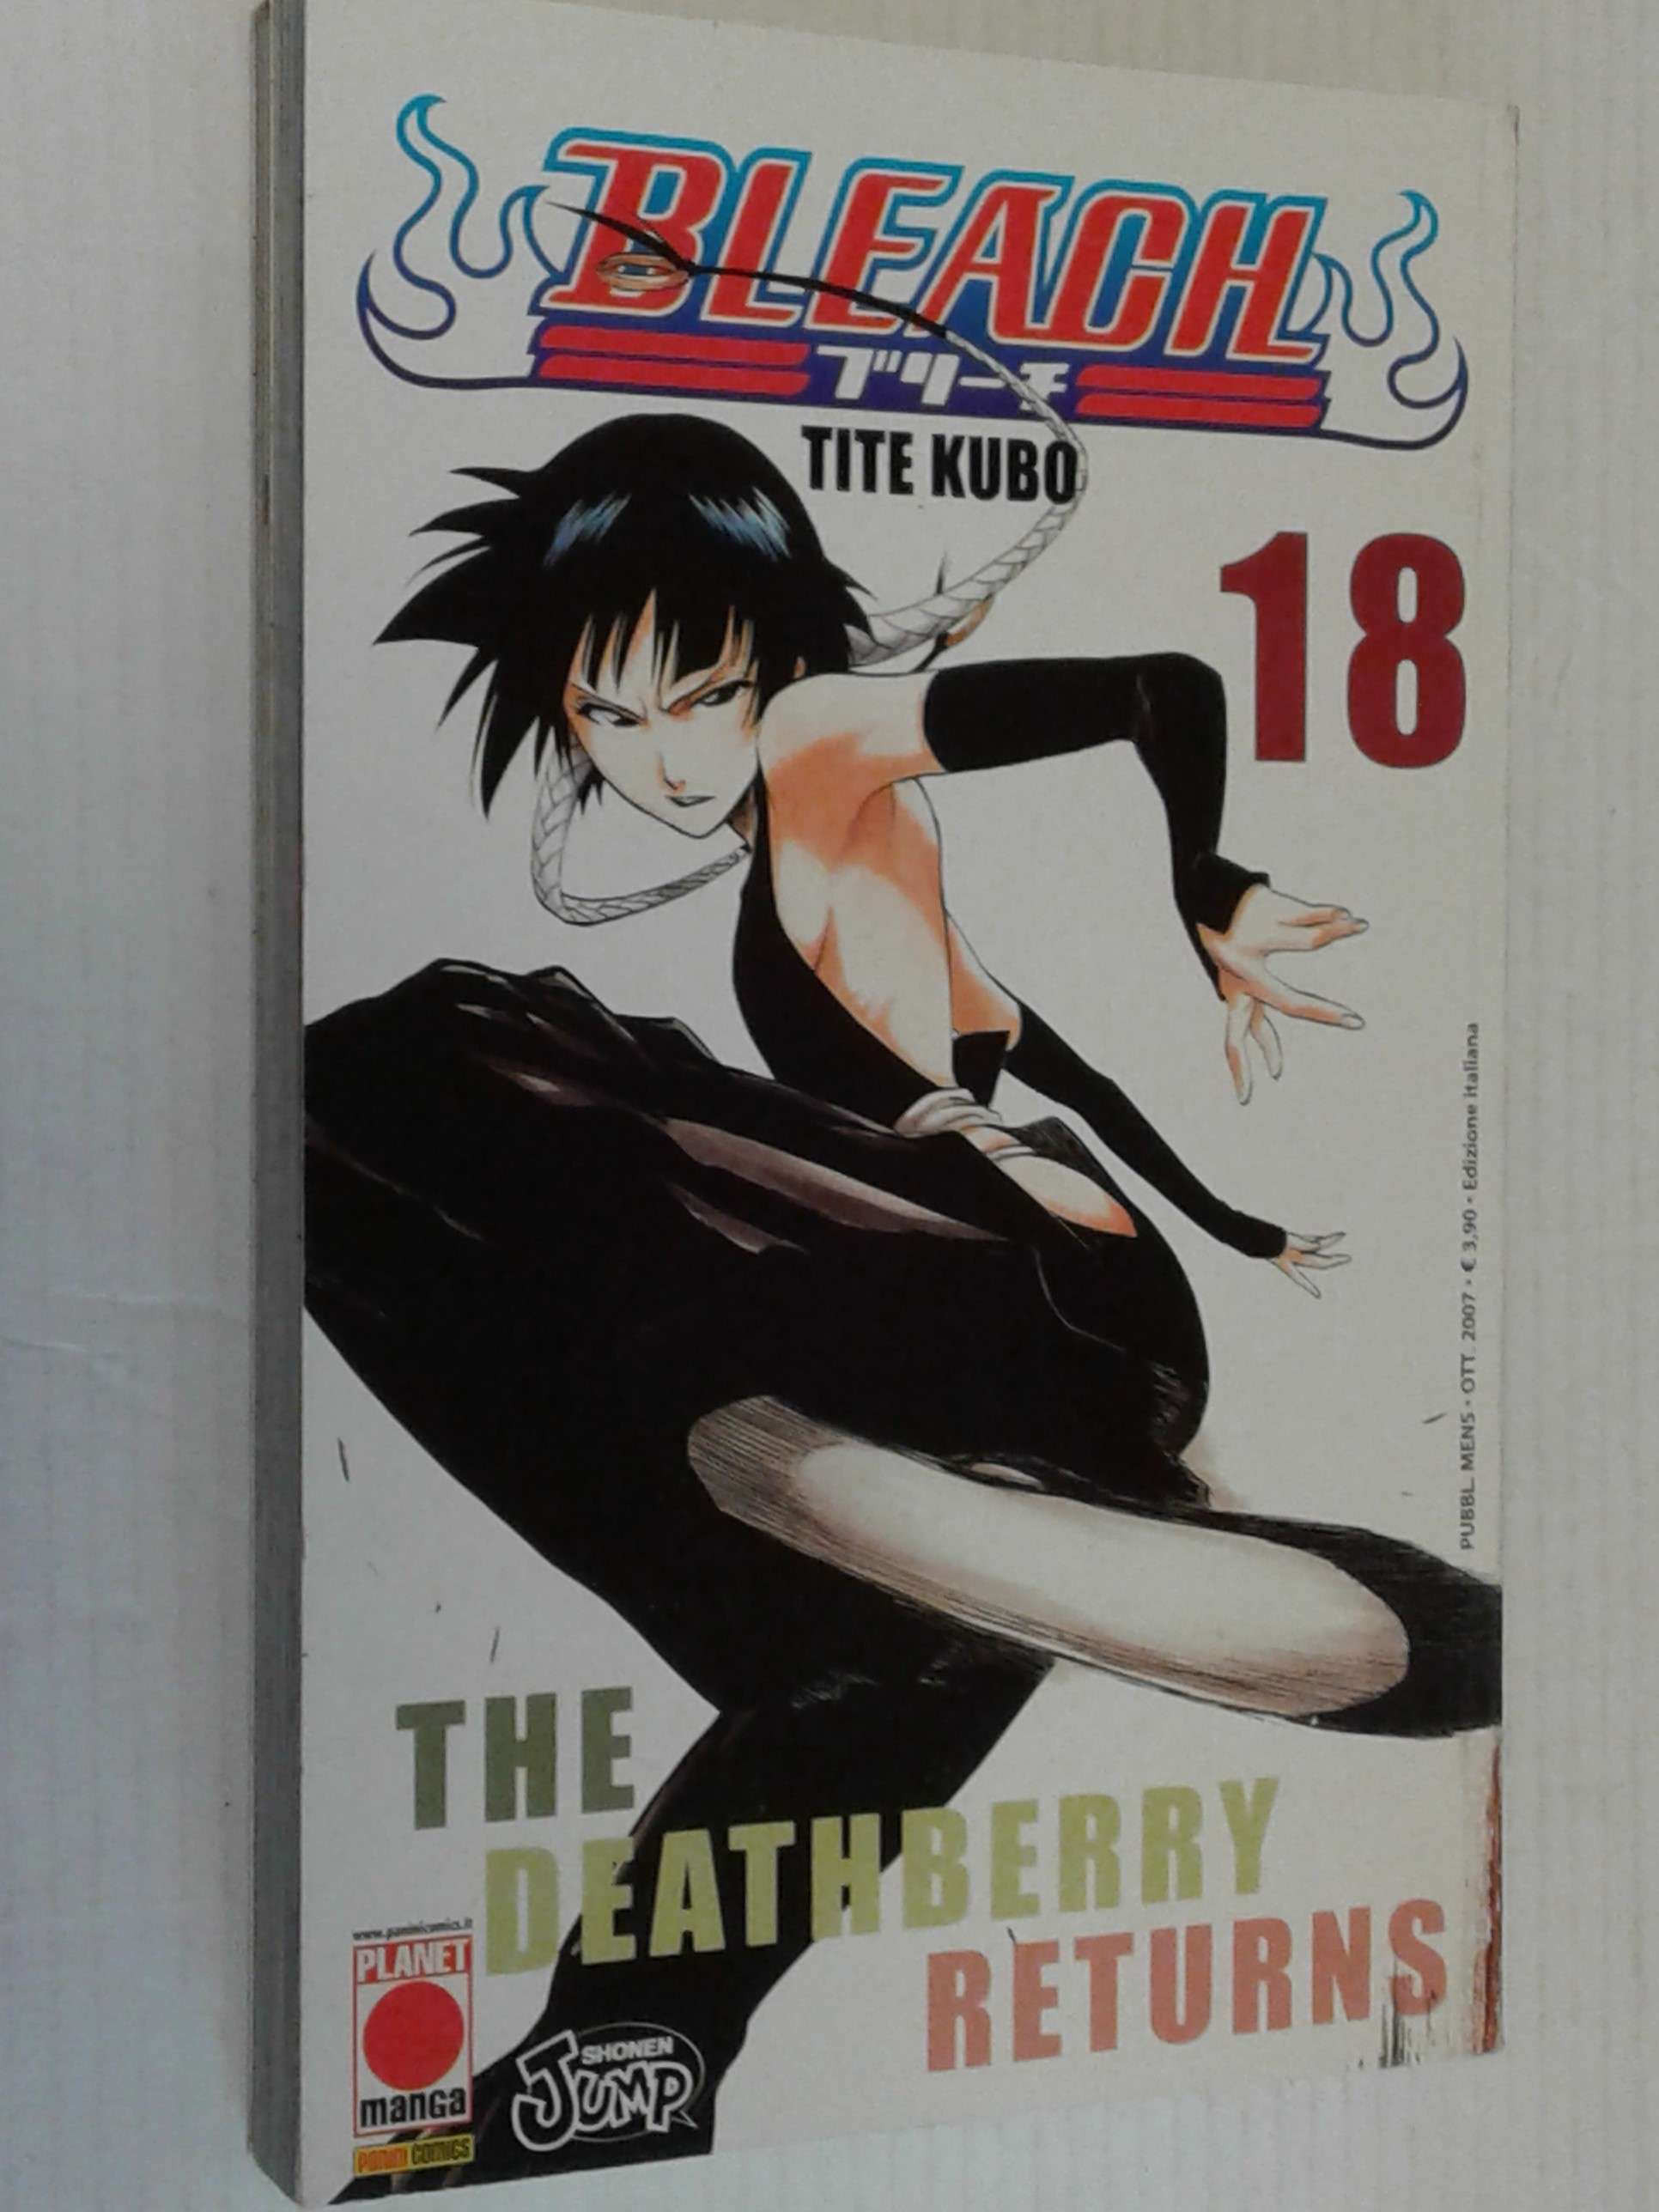 BLEACH
ブリーチ
TITE KUBO
18
PUBBL. MENS • OTT. 2007 • € 3,90 • Edizione italiana
THE
DEATHBERRY
RETURNS
www.paninicomics.it
PLANET
manga
PANINI COMICS
SHONEN
JUMP